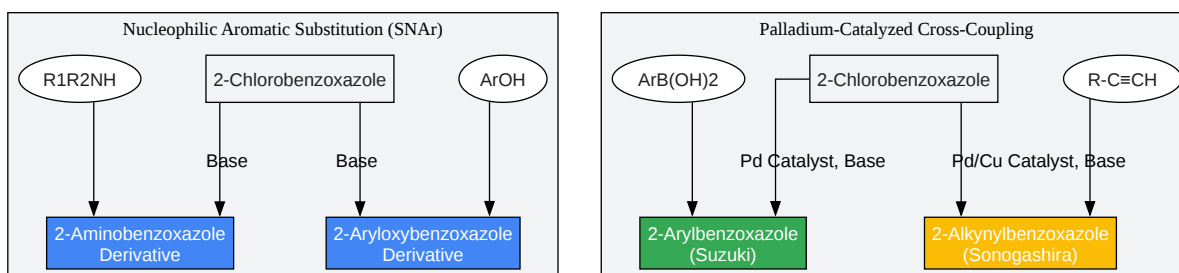 Nucleophilic Aromatic Substitution (SNAr)
R1R2NH
2-Chlorobenzoxazole
ArOH
Base
Base
2-Aminobenzoxazole
Derivative
2-Aryloxybenzoxazole
Derivative
Palladium-Catalyzed Cross-Coupling
ArB(OH)2
2-Chlorobenzoxazole
R-C≡CH
Pd Catalyst, Base
Pd/Cu Catalyst, Base
2-Arylbenzoxazole
(Suzuki)
2-Alkynylbenzoxazole
(Sonogashira)